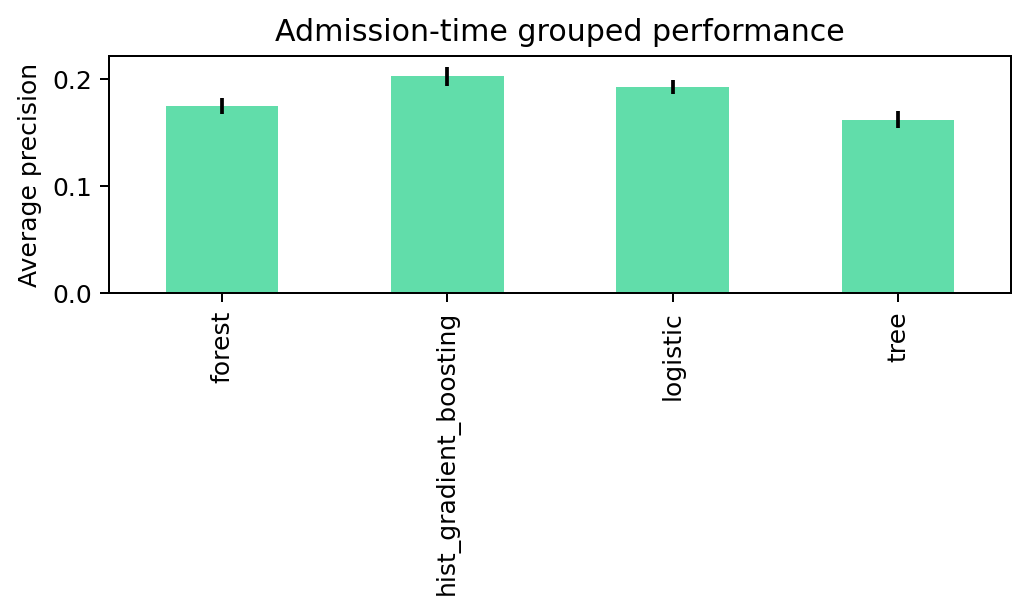 Admission-time grouped performance
Average precision
0.2
0.1
0.0
forest
hist_gradient_boosting
logistic
tree